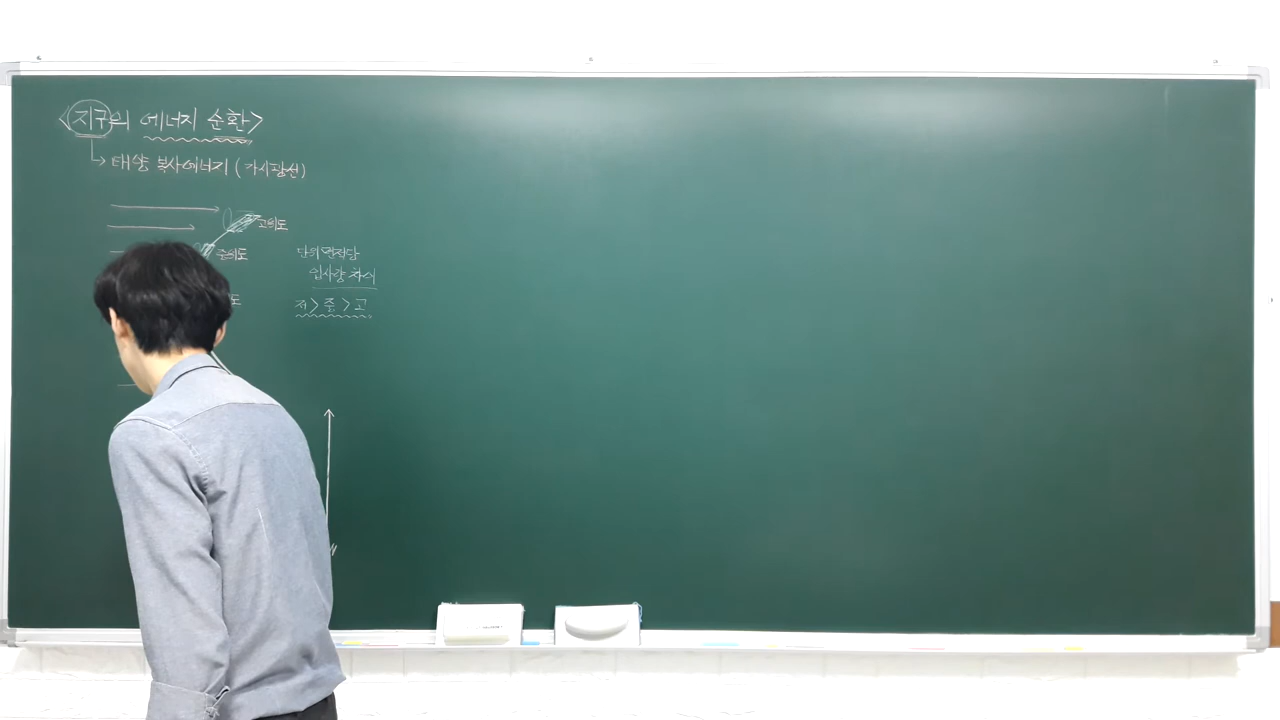 <지구의 에너지 순환>
태양 복사에너지 (가시광선)
고위도
중위도
도
단위 면적당
입사량 차이
저 > 중 > 고
N